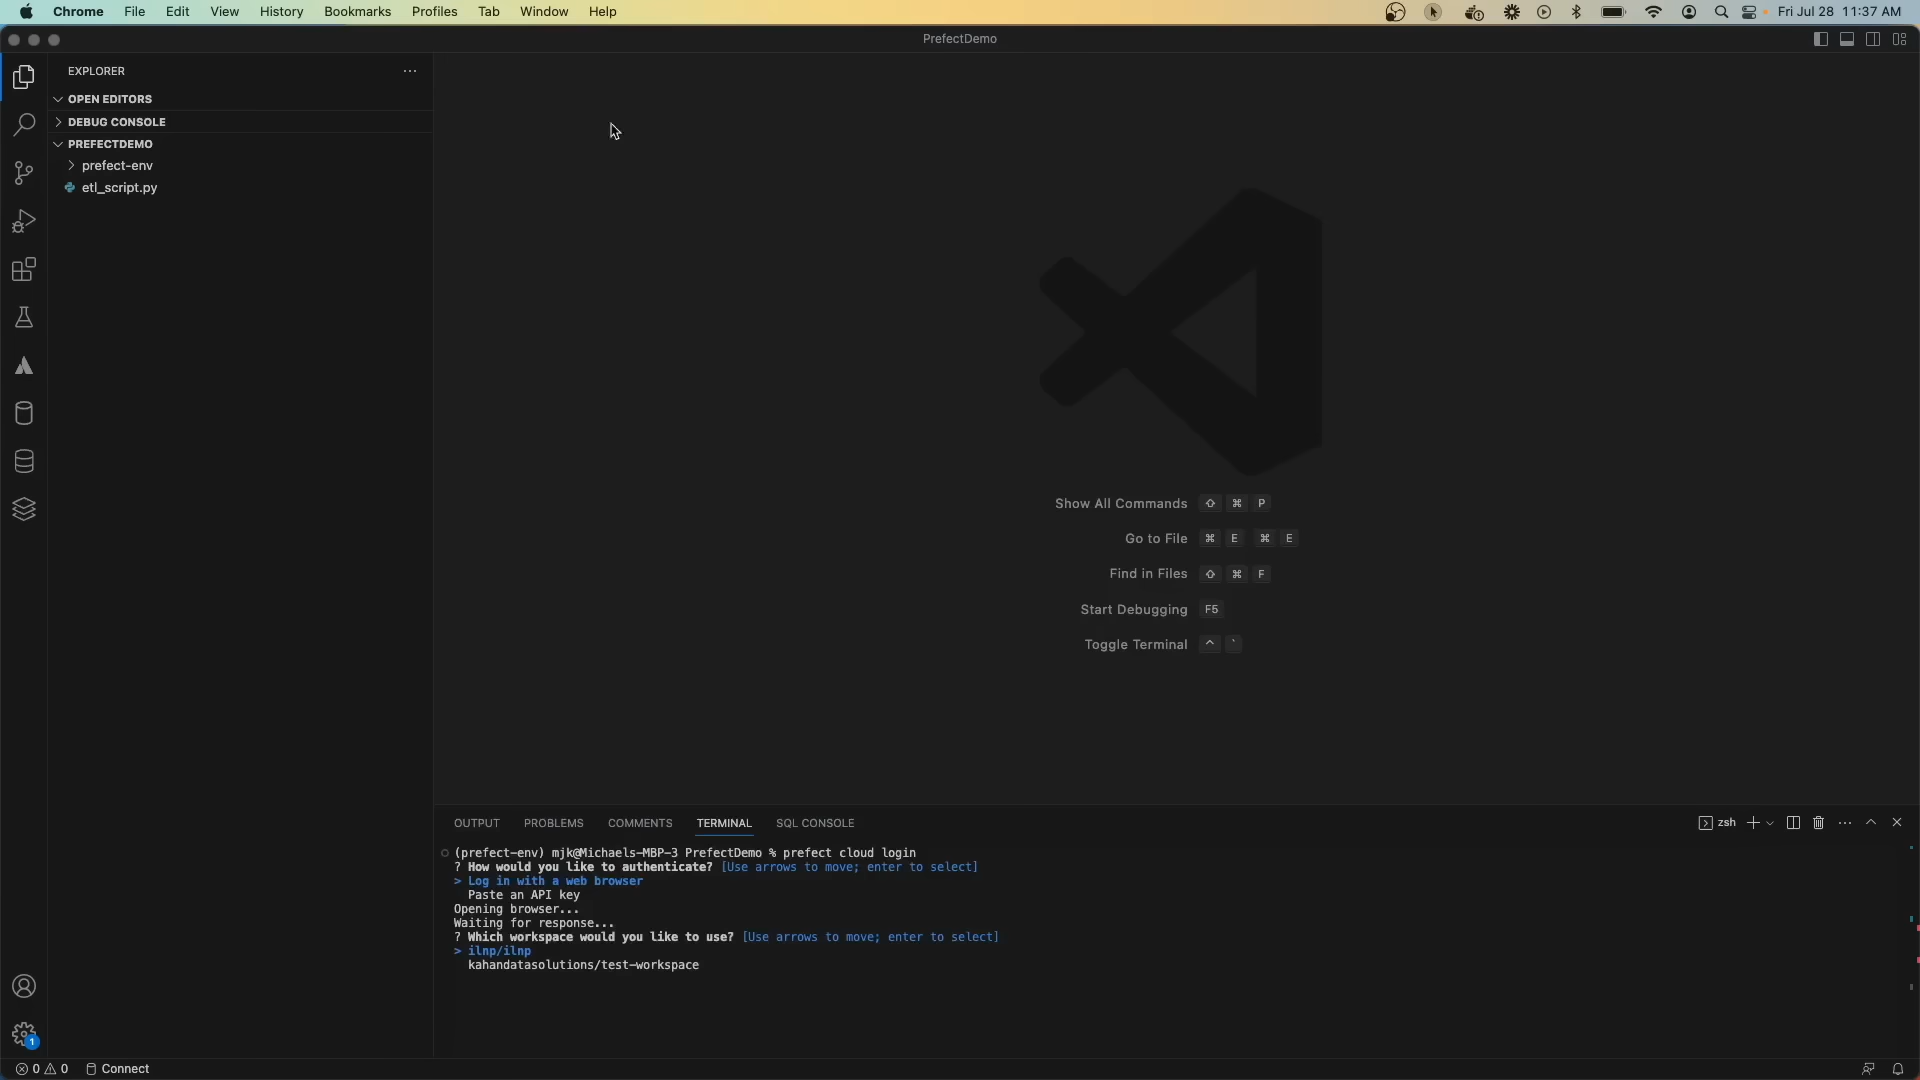 Chrome File Edit View History Bookmarks Profiles Tab Window Help Fri Jul 28 11:37 AM
PrefectDemo
EXPLORER
OPEN EDITORS
DEBUG CONSOLE
PREFECTDEMO
prefect-env
etl_script.py
Show All Commands ⇧ ⌘ P
Go to File ⌘ E ⌘ E
Find in Files ⇧ ⌘ F
Start Debugging F5
Toggle Terminal ^ `
OUTPUT PROBLEMS COMMENTS TERMINAL SQL CONSOLE zsh
(prefect-env) mjk@Michaels-MBP-3 PrefectDemo % prefect cloud login
? How would you like to authenticate? [Use arrows to move; enter to select]
> Log in with a web browser
Paste an API key
Opening browser...
Waiting for response...
? Which workspace would you like to use? [Use arrows to move; enter to select]
> ilnp/ilnp
kahandatasolutions/test-workspace
1
0 0 Connect